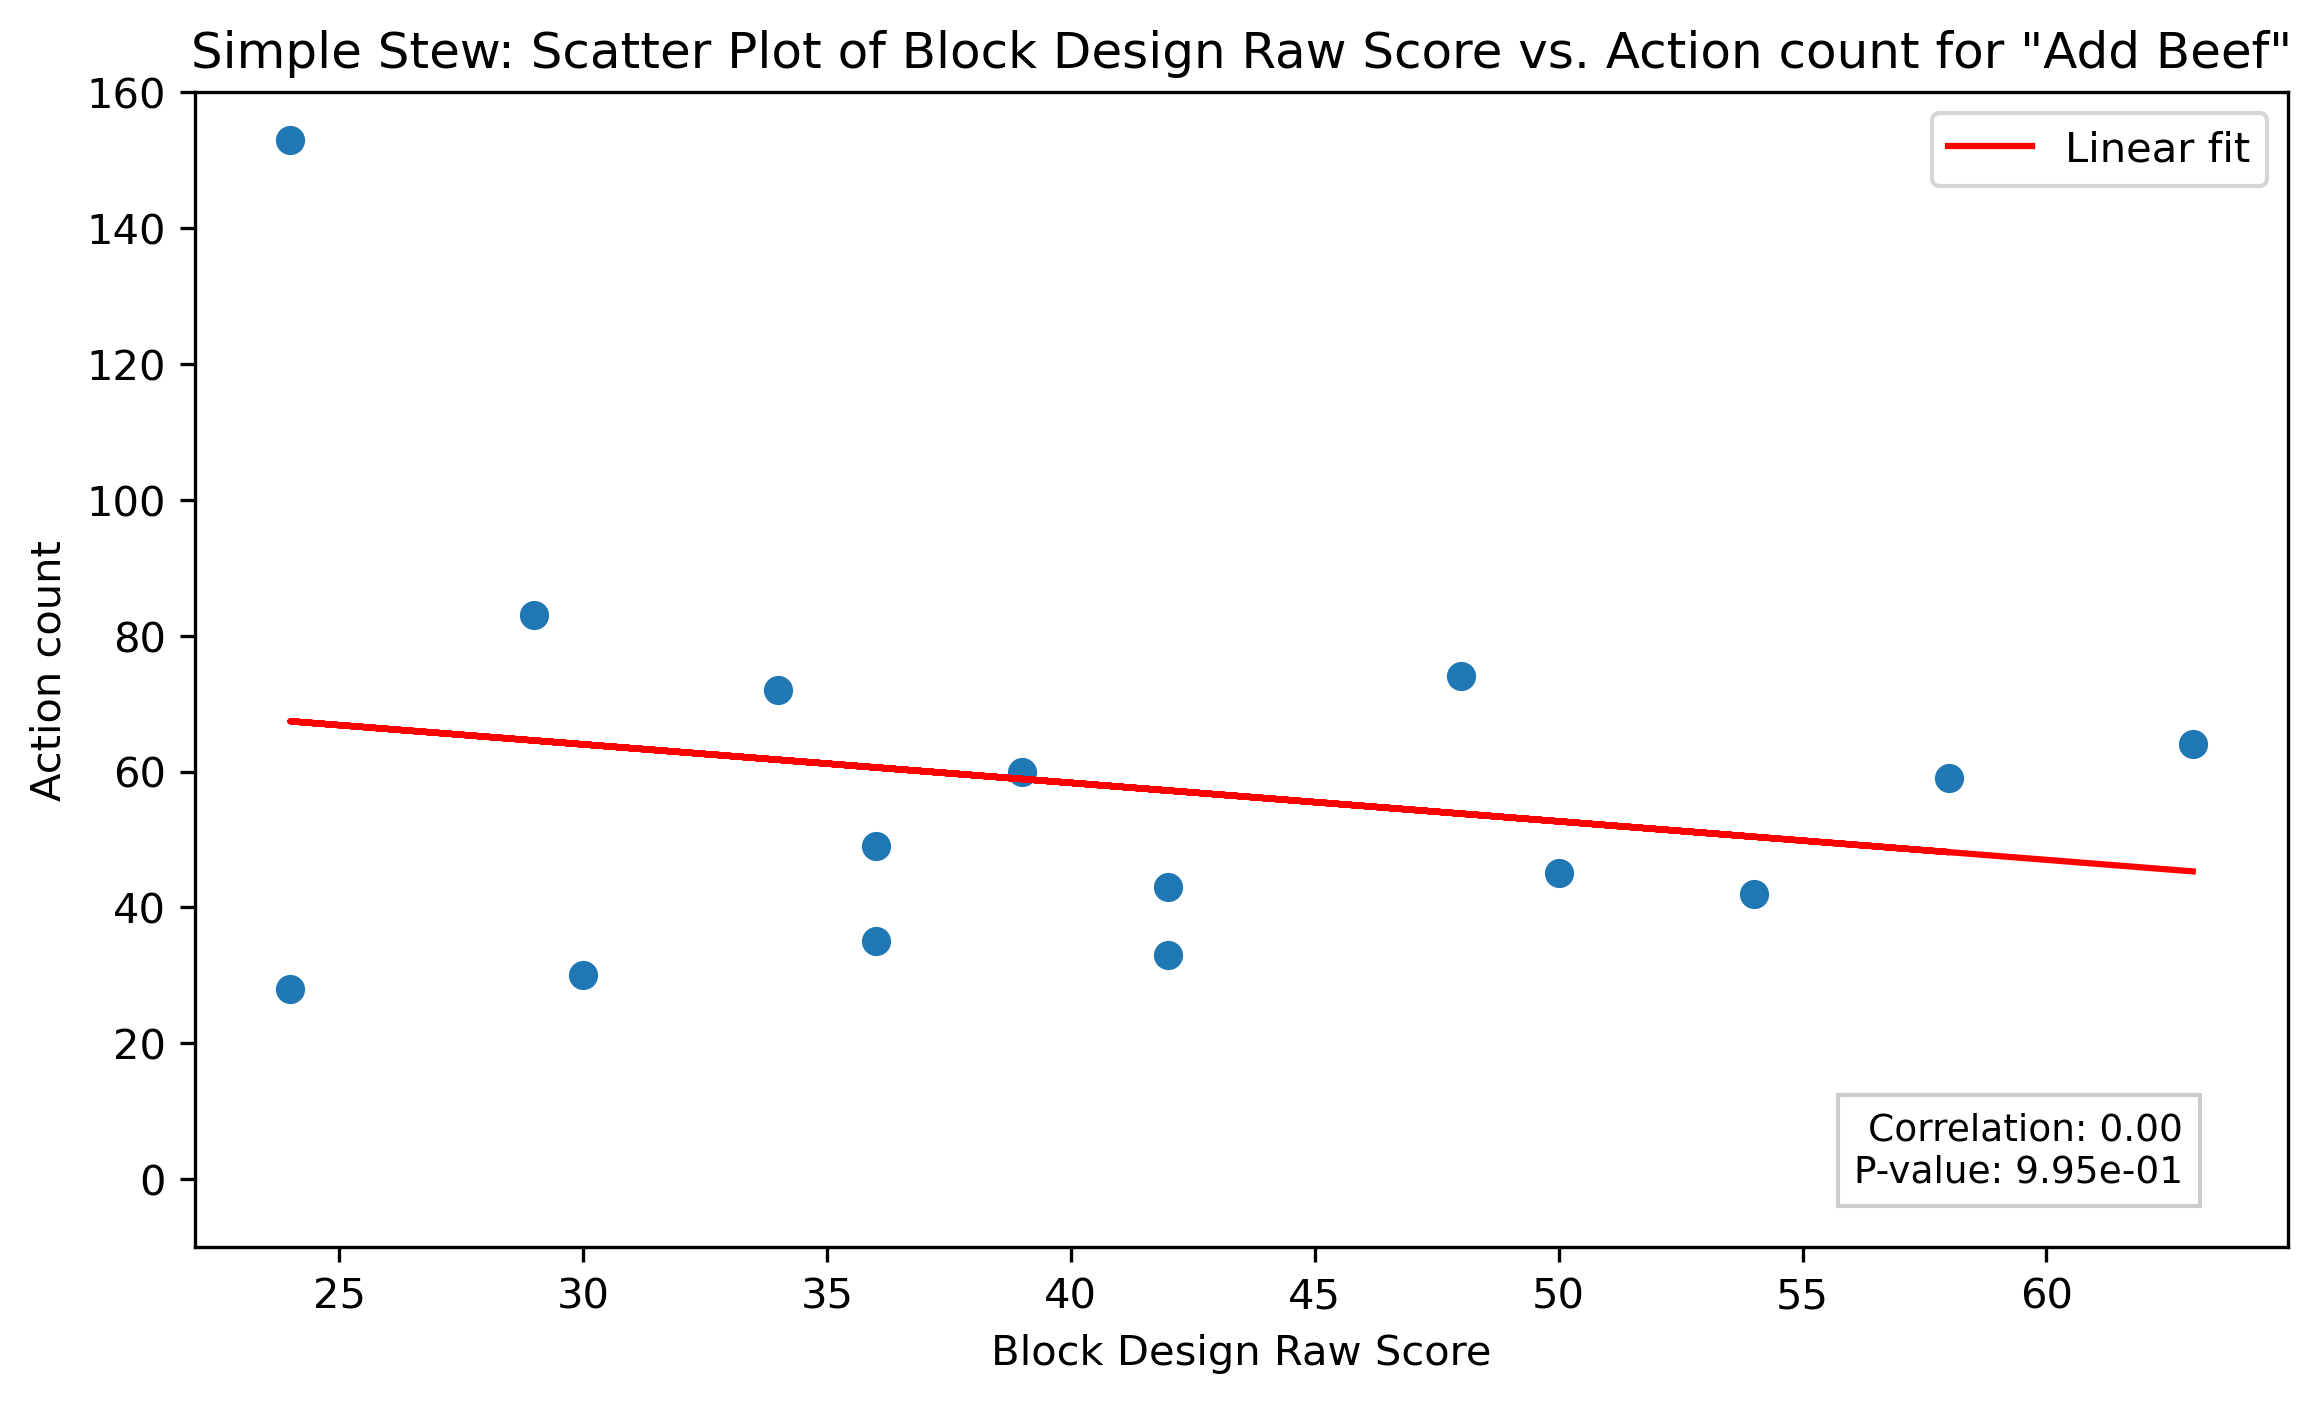 Simple Stew: Scatter Plot of Block Design Raw Score vs. Action count for "Add Beef"
Linear fit
Action count
160
140
120
100
80
60
40
20
0
Correlation: 0.00
P-value: 9.95e-01
25 30 35 40 45 50 55 60
Block Design Raw Score